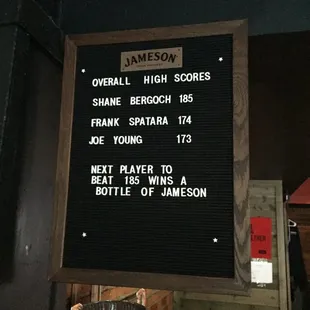 JAMESON
OVERALL HIGH SCORES
SHANE BERGOCH 185
FRANK SPATARA 174
JOE YOUNG 173
NEXT PLAYER TO
BEAT 185 WINS A
BOTTLE OF JAMESON